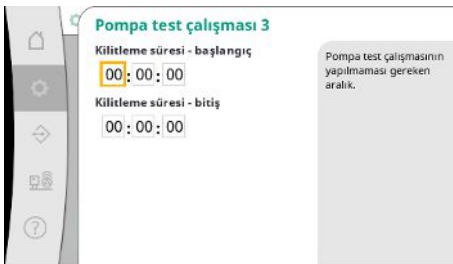 Pompa test çalışması 3
Kilitleme süresi - başlangıç
00 : 00 : 00
Kilitleme süresi - bitiş
00 : 00 : 00
Pompa test çalışmasının
yapılmaması gereken
aralık.
?